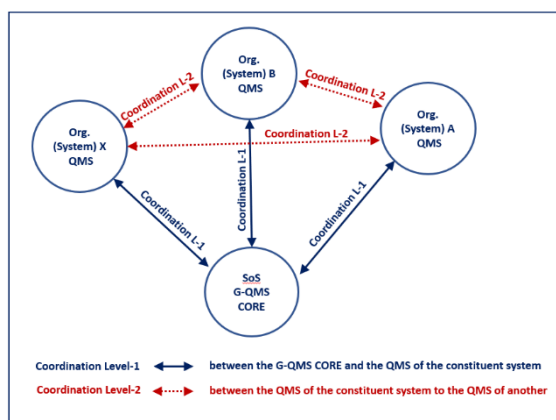 Org.
(System) B
QMS
Coordination L-2
Coordination L-2
Org.
(System) X
QMS
Coordination L-2
Org.
(System) A
QMS
Coordination L-1
Coordination L-1
Coordination L-1
SoS
G-QMS
CORE
Coordination Level-1 between the G-QMS CORE and the QMS of the constituent system
Coordination Level-2 between the QMS of the constituent system to the QMS of another